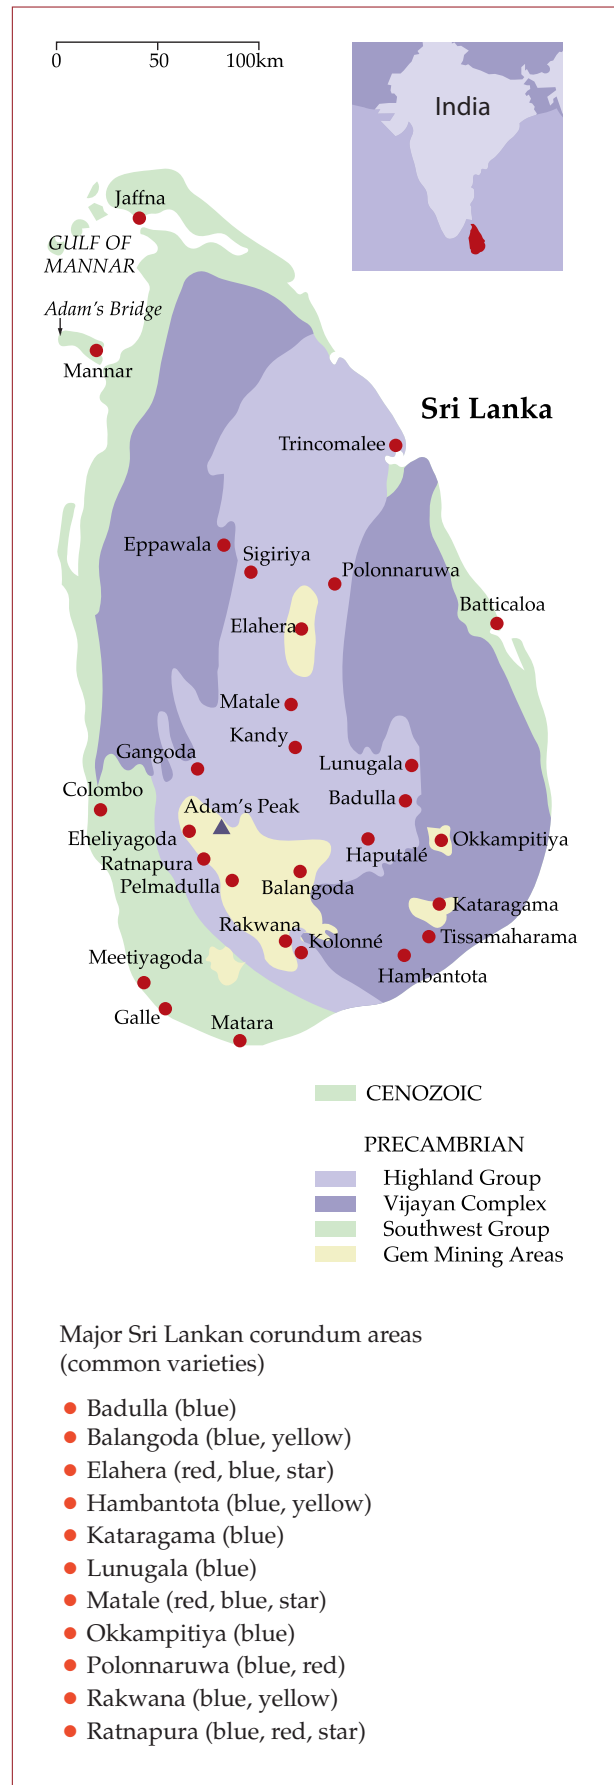 0 50 100km
India
Jaffna
GULF OF
MANNAR
Adam's Bridge
Mannar
Sri Lanka
Trincomalee
Eppawala
Sigiriya
Polonnaruwa
Batticaloa
Elahera
Matale
Kandy
Gangoda
Lunugala
Colombo
Badulla
Adam's Peak
Eheliyagoda
Okkampitiya
Ratnapura
Haputalé
Pelmadulla
Balangoda
Kataragama
Rakwana
Kolonné
Tissamaharama
Meetiyagoda
Hambantota
Galle
Matara
CENOZOIC
PRECAMBRIAN
Highland Group
Vijayan Complex
Southwest Group
Gem Mining Areas
Major Sri Lankan corundum areas
(common varieties)
Badulla (blue)
Balangoda (blue, yellow)
Elahera (red, blue, star)
Hambantota (blue, yellow)
Kataragama (blue)
Lunugala (blue)
Matale (red, blue, star)
Okkampitiya (blue)
Polonnaruwa (blue, red)
Rakwana (blue, yellow)
Ratnapura (blue, red, star)